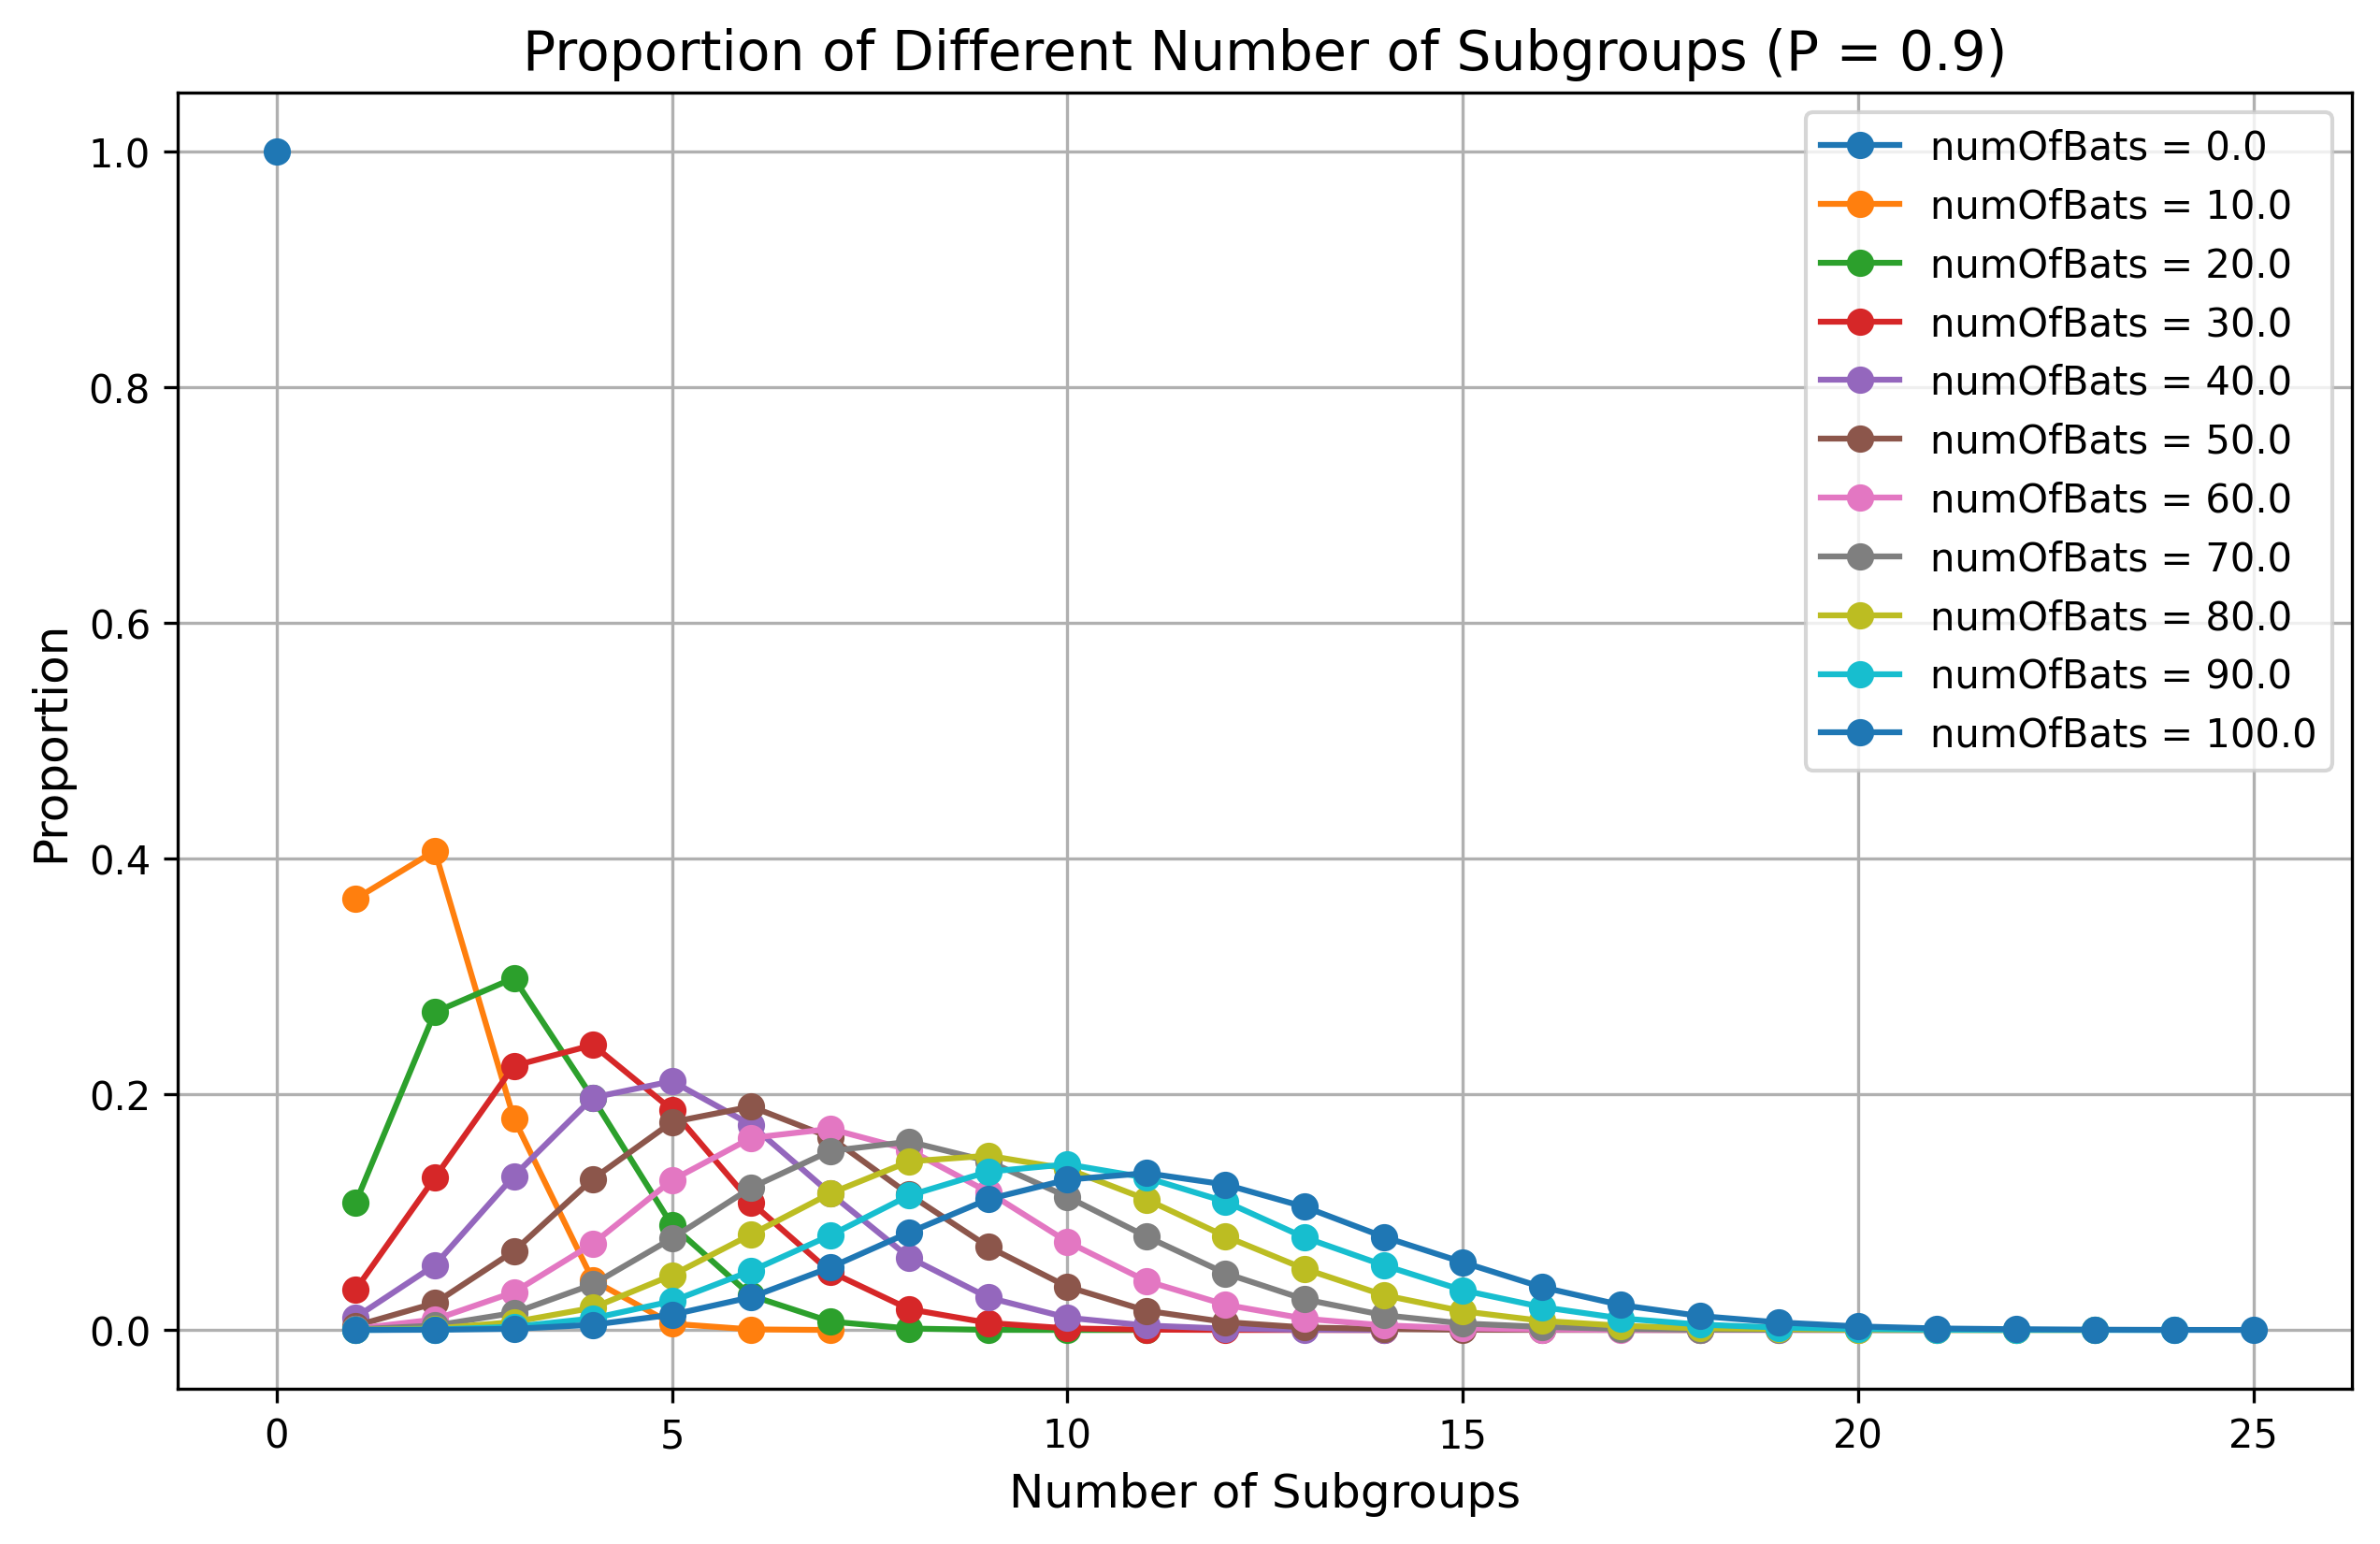 Proportion of Different Number of Subgroups (P = 0.9)
1.0
0.8
0.6
0.4
0.2
0.0
Proportion
numOfBats = 0.0
numOfBats = 10.0
numOfBats = 20.0
numOfBats = 30.0
numOfBats = 40.0
numOfBats = 50.0
numOfBats = 60.0
numOfBats = 70.0
numOfBats = 80.0
numOfBats = 90.0
numOfBats = 100.0
0 5 10 15 20 25
Number of Subgroups